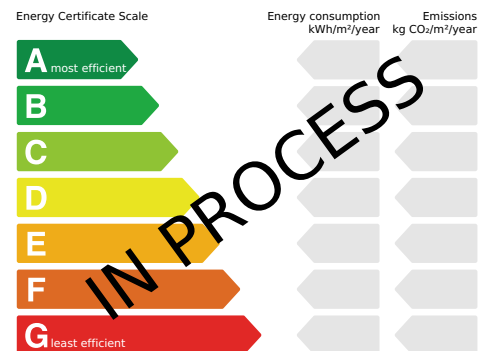 Energy Certificate Scale
Energy consumption
kWh/m²/year
Emissions
kg CO₂/m²/year
A most efficient
B
C
D
E
F
G least efficient
IN PROCESS